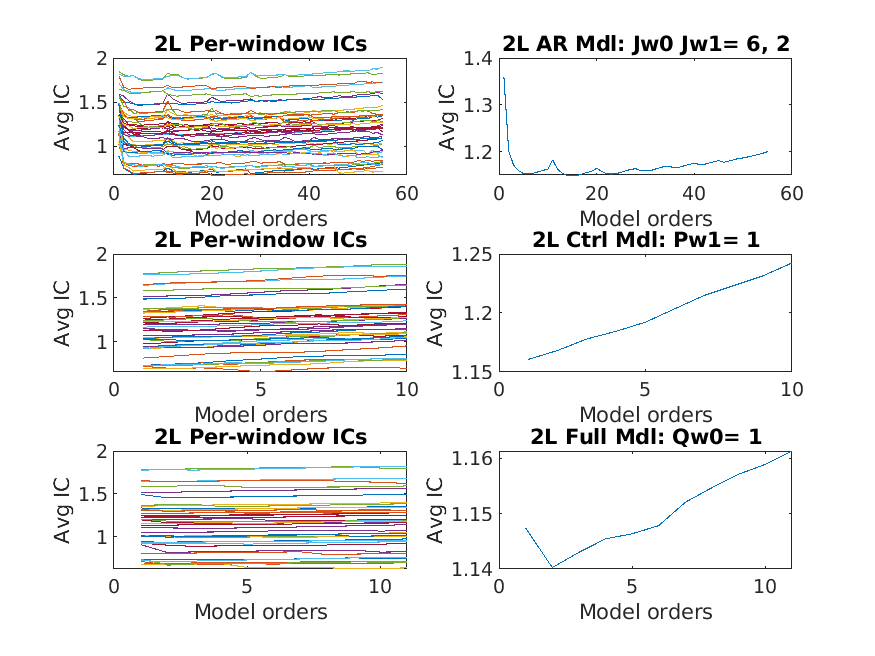 2L Per-window ICs
2L AR Mdl: Jw0 Jw1= 6, 2
Avg IC
2
1.5
1
0 20 40 60
Model orders
Avg IC
1.4
1.3
1.2
0 20 40 60
Model orders
2L Per-window ICs
2L Ctrl Mdl: Pw1= 1
Avg IC
2
1.5
1
0 5 10
Model orders
Avg IC
1.25
1.2
1.15
0 5 10
Model orders
2L Per-window ICs
2L Full Mdl: Qw0= 1
Avg IC
2
1.5
1
0 5 10
Model orders
Avg IC
1.16
1.15
1.14
0 5 10
Model orders